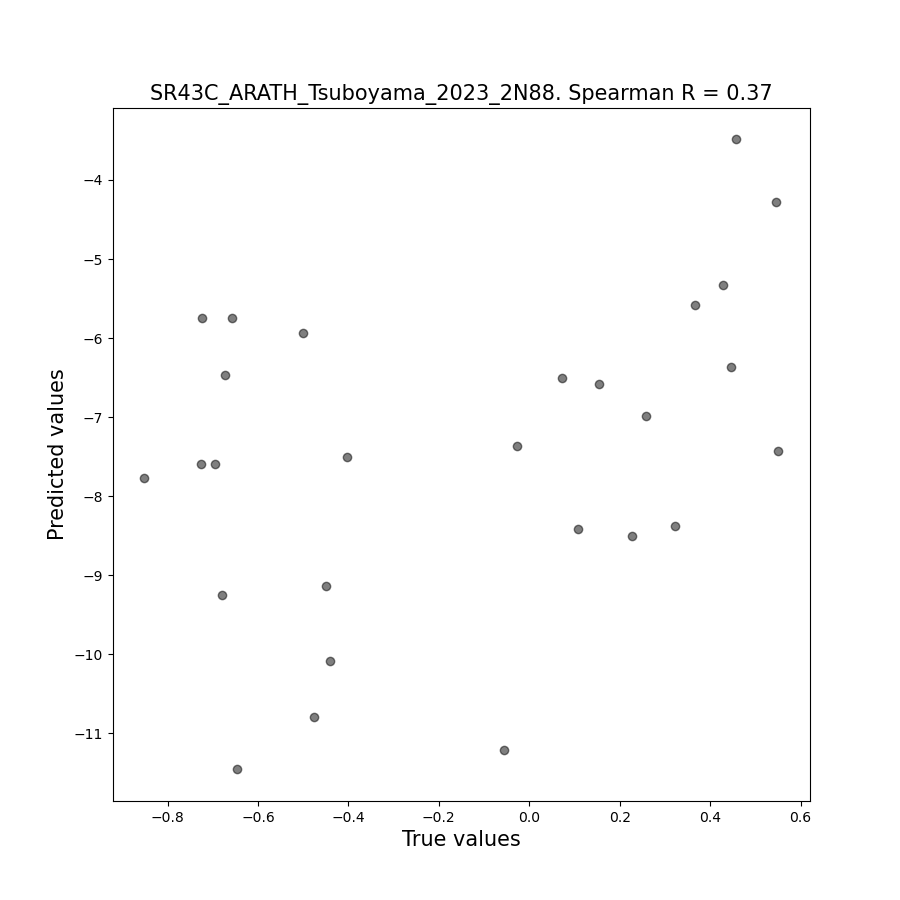 SR43C_ARATH_Tsuboyama_2023_2N88. Spearman R = 0.37
−4
−5
−6
−7
−8
−9
−10
−11
Predicted values
−0.8 −0.6 −0.4 −0.2 0.0 0.2 0.4 0.6
True values